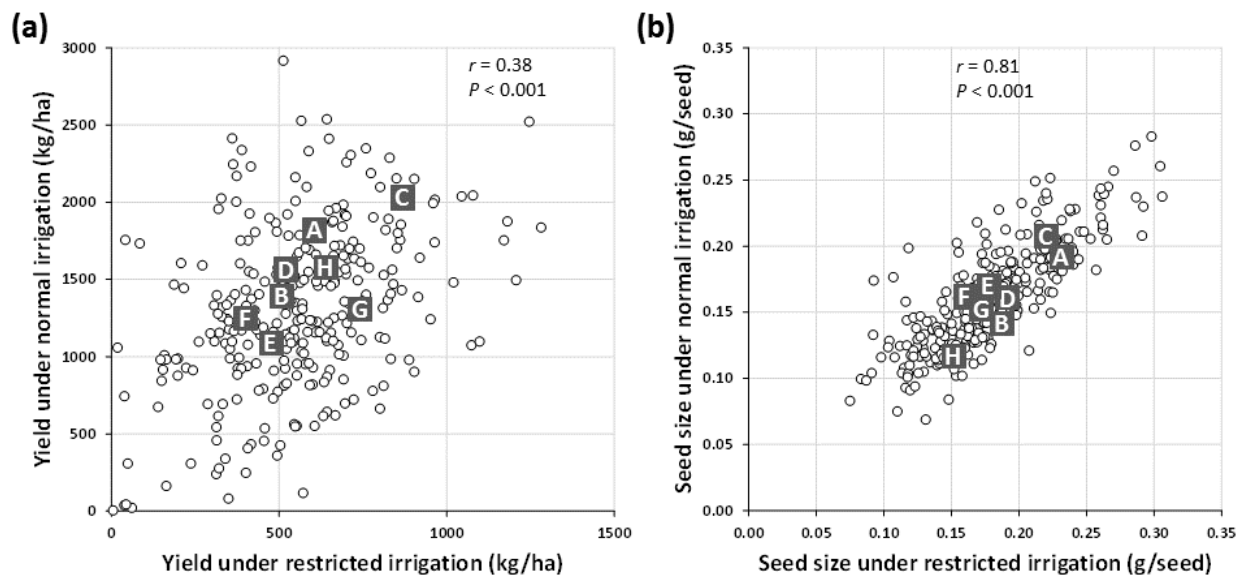 (a)
Yield under normal irrigation (kg/ha)
3000
2500
2000
1500
1000
500
0
r = 0.38
P < 0.001
C
A
D
H
B
G
F
E
0
500
1000
1500
Yield under restricted irrigation (kg/ha)
(b)
Seed size under normal irrigation (g/seed)
0.35
0.30
0.25
0.20
0.15
0.10
0.05
0.00
r = 0.81
P < 0.001
C
A
E
F
D
G
B
H
0.00
0.05
0.10
0.15
0.20
0.25
0.30
0.35
Seed size under restricted irrigation (g/seed)